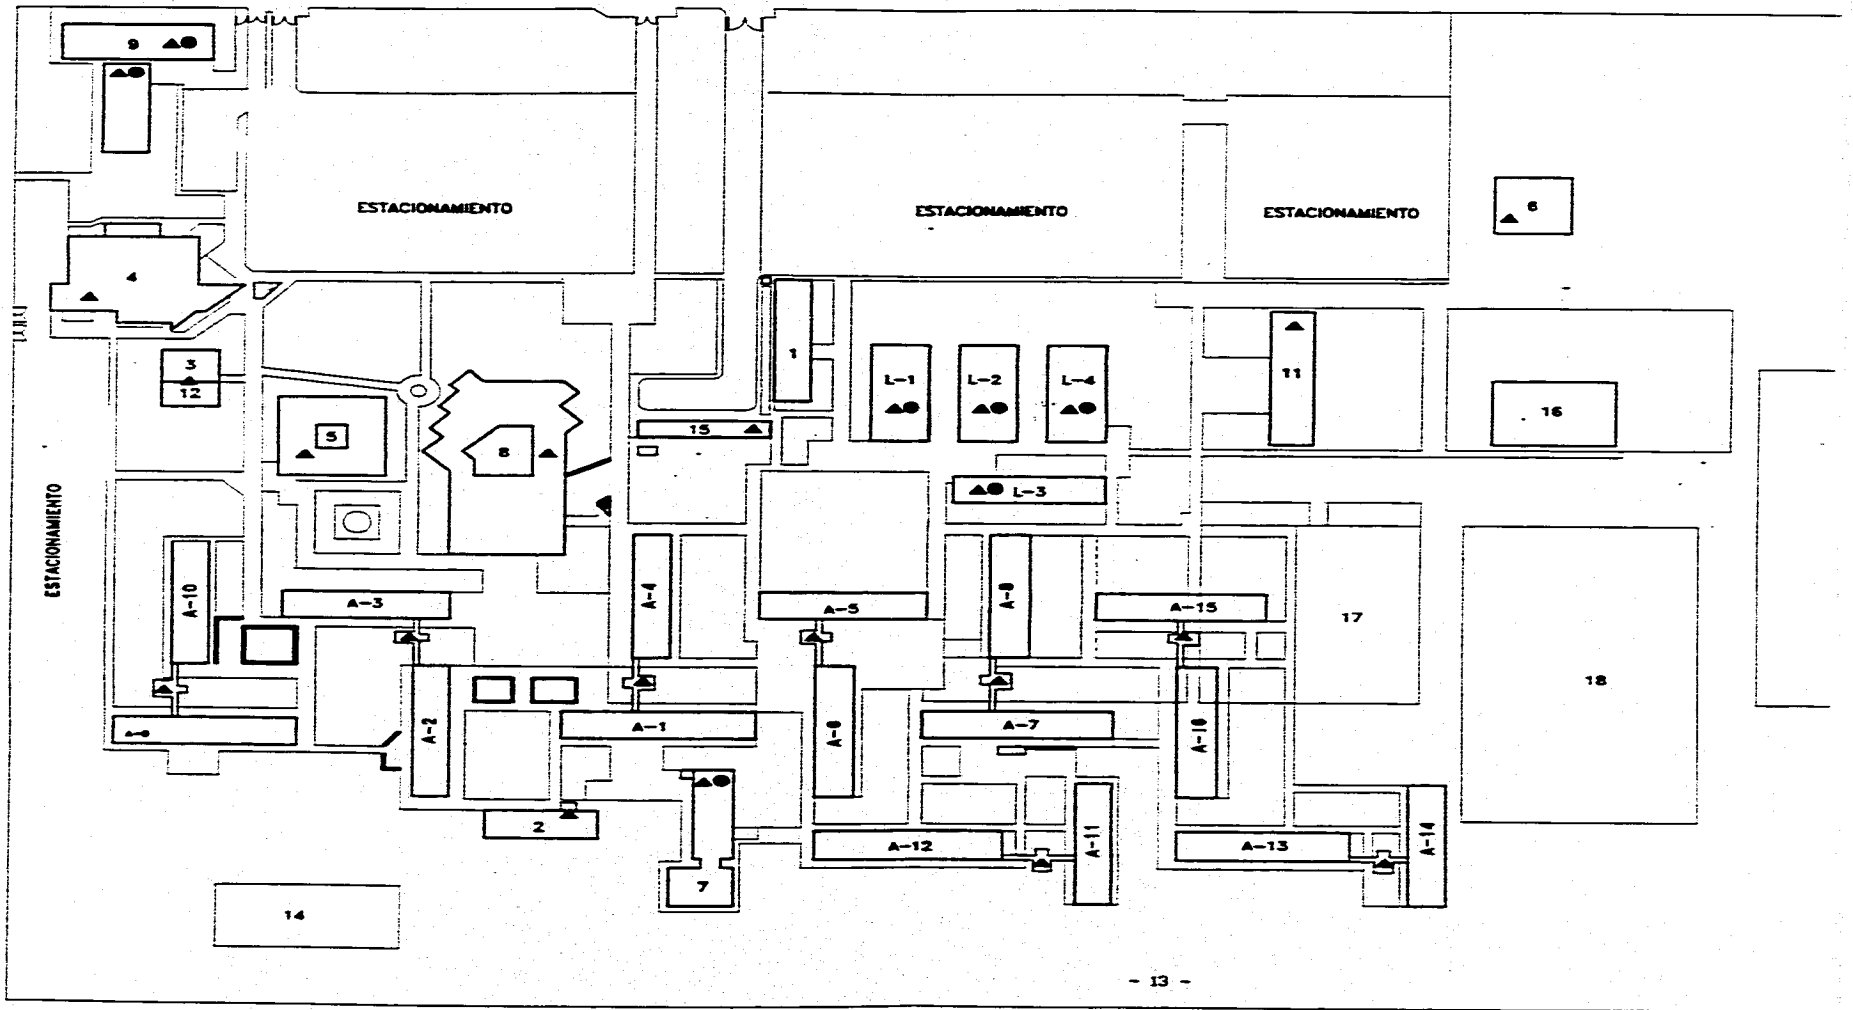 9
ESTACIONAMIENTO
ESTACIONAMIENTO
ESTACIONAMIENTO
6
4
3
12
1
L-1
L-2
L-4
11
16
5
8
15
L-3
ESTACIONAMIENTO
A-10
A-3
A-4
A-5
A-15
17
18
A-2
A-1
A-7
A-16
2
7
A-12
A-11
A-13
A-14
14
- 13 -